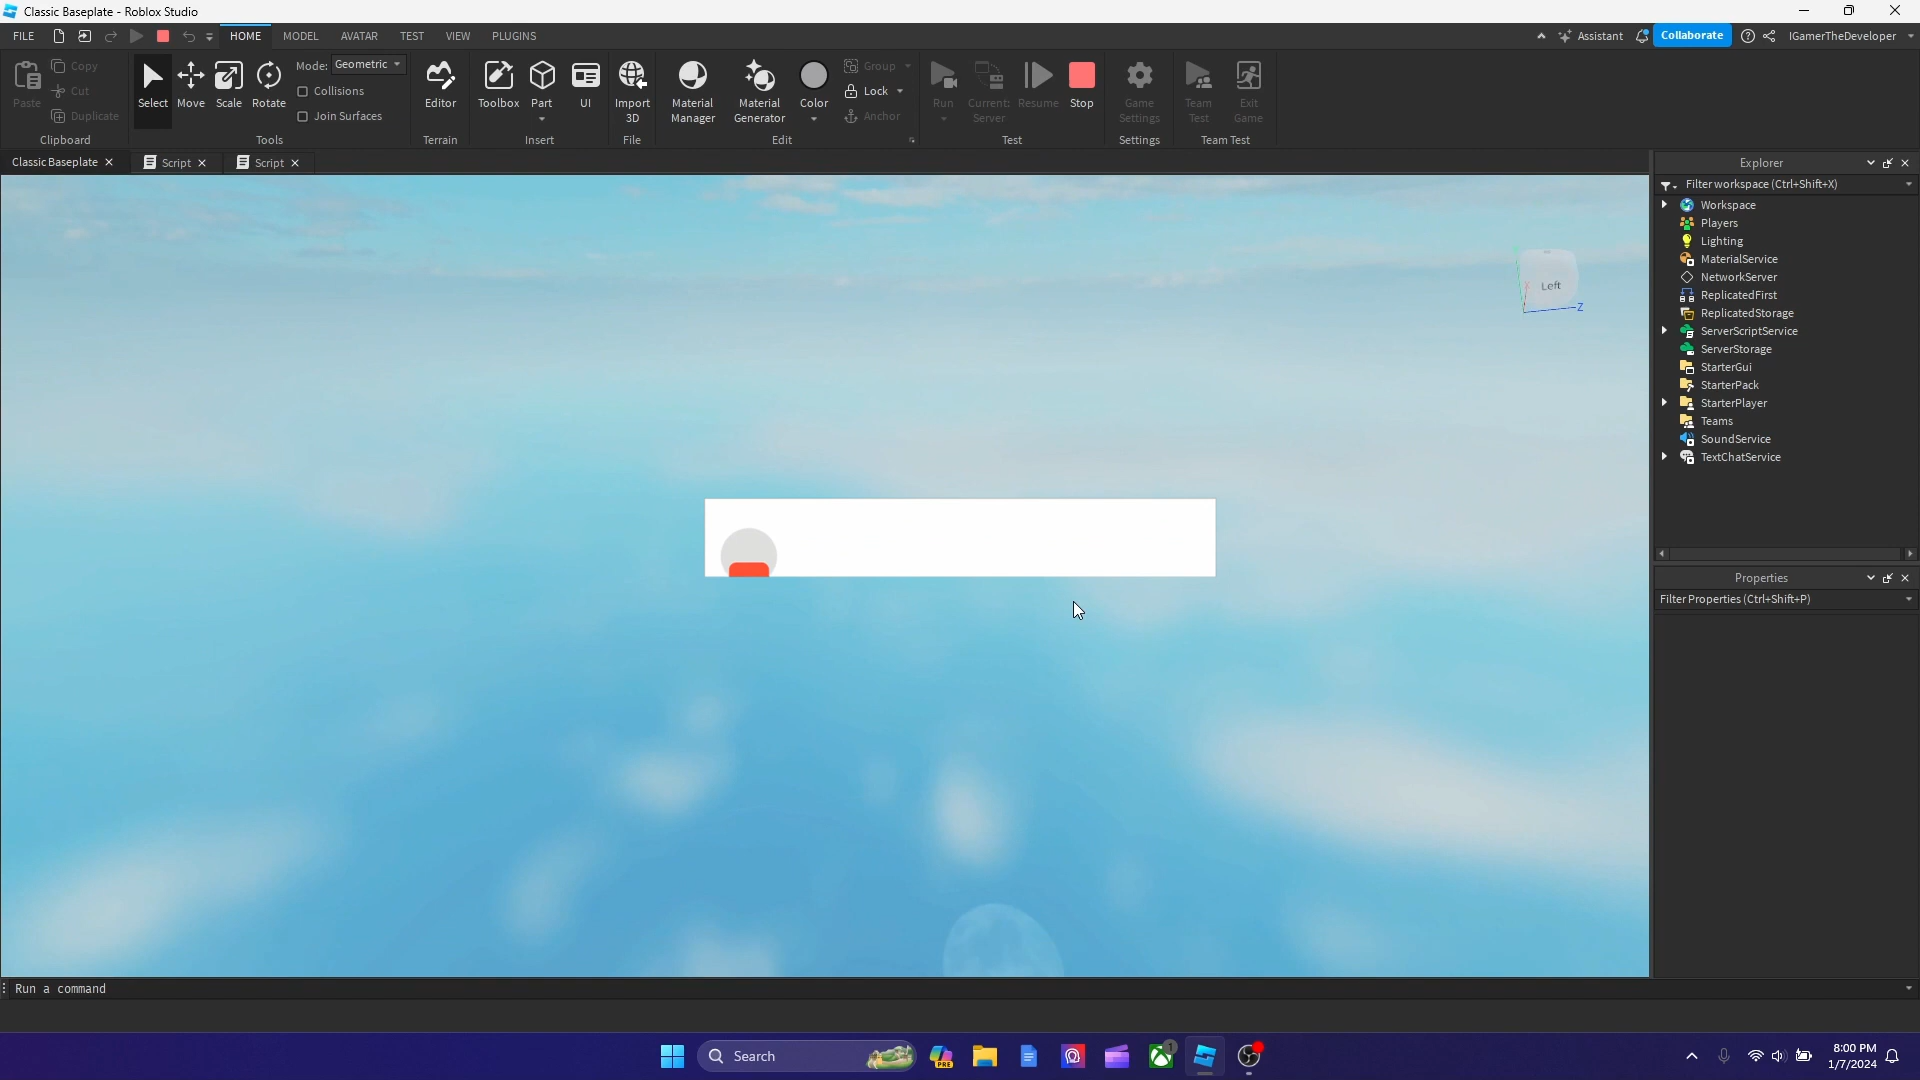 Classic Baseplate - Roblox Studio
FILE HOME MODEL AVATAR TEST VIEW PLUGINS Assistant Collaborate IGamerTheDeveloper
Paste
Copy
Cut
Duplicate
Clipboard
Select Move Scale Rotate
Mode: Geometric
Collisions
Join Surfaces
Tools
Editor
Terrain
Toolbox Part UI
Insert
Import
3D
File
Material
Manager
Material
Generator
Color
Group
Lock
Anchor
Edit
Run
Current:
Server
Resume Stop
Test
Game
Settings
Settings
Team
Test
Exit
Game
Team Test
Classic Baseplate Script Script
Left
Z
Explorer
Filter workspace (Ctrl+Shift+X)
Workspace
Players
Lighting
MaterialService
NetworkServer
ReplicatedFirst
ReplicatedStorage
ServerScriptService
ServerStorage
StarterGui
StarterPack
StarterPlayer
Teams
SoundService
TextChatService
Properties
Filter Properties (Ctrl+Shift+P)
Run a command
Search
PRE
1
8:00 PM
1/7/2024